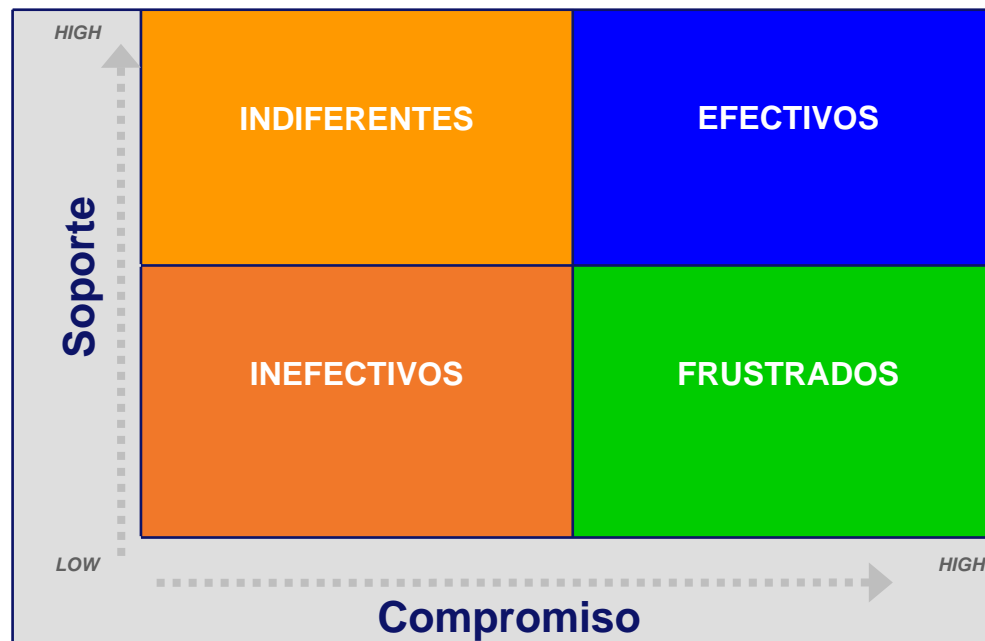 HIGH
INDIFERENTES
EFECTIVOS
Soporte
INEFECTIVOS
FRUSTRADOS
LOW
HIGH
Compromiso